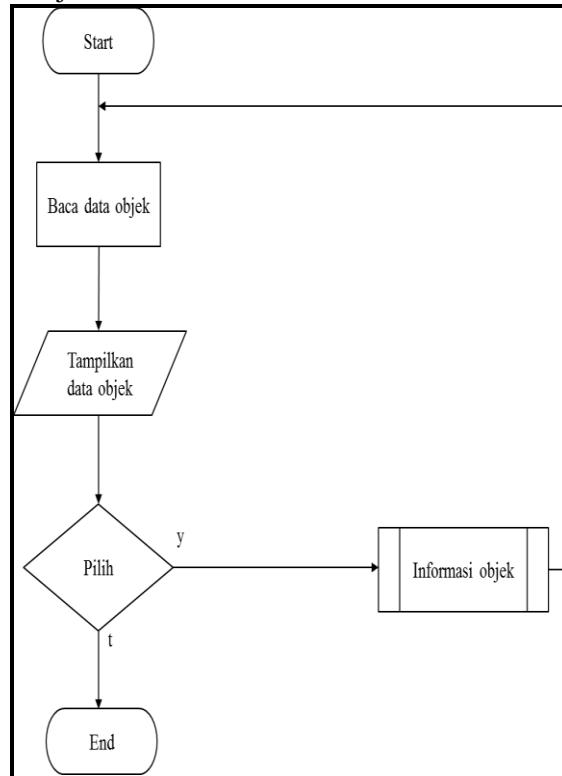 Start
Baca data objek
Tampilkan
data objek
y
Pilih
Informasi objek
t
End